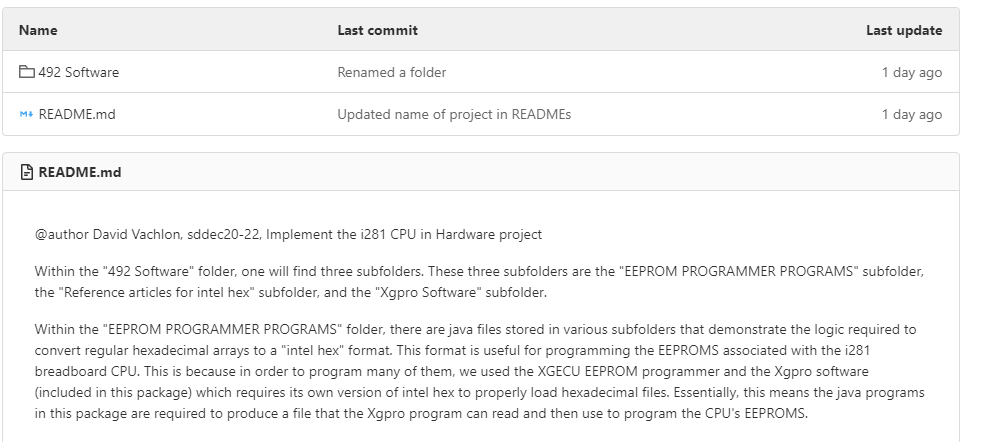 Name Last commit Last update
492 Software Renamed a folder 1 day ago
README.md Updated name of project in READMEs 1 day ago
README.md
@author David Vachlon, sddec20-22, Implement the i281 CPU in Hardware project
Within the "492 Software" folder, one will find three subfolders. These three subfolders are the "EEPROM PROGRAMMER PROGRAMS" subfolder,
the "Reference articles for intel hex" subfolder, and the "Xgpro Software" subfolder.
Within the "EEPROM PROGRAMMER PROGRAMS" folder, there are java files stored in various subfolders that demonstrate the logic required to
convert regular hexadecimal arrays to a "intel hex" format. This format is useful for programming the EEPROMS associated with the i281
breadboard CPU. This is because in order to program many of them, we used the XGECU EEPROM programmer and the Xgpro software
(included in this package) which requires its own version of intel hex to properly load hexadecimal files. Essentially, this means the java programs
in this package are required to produce a file that the Xgpro program can read and then use to program the CPU's EEPROMS.